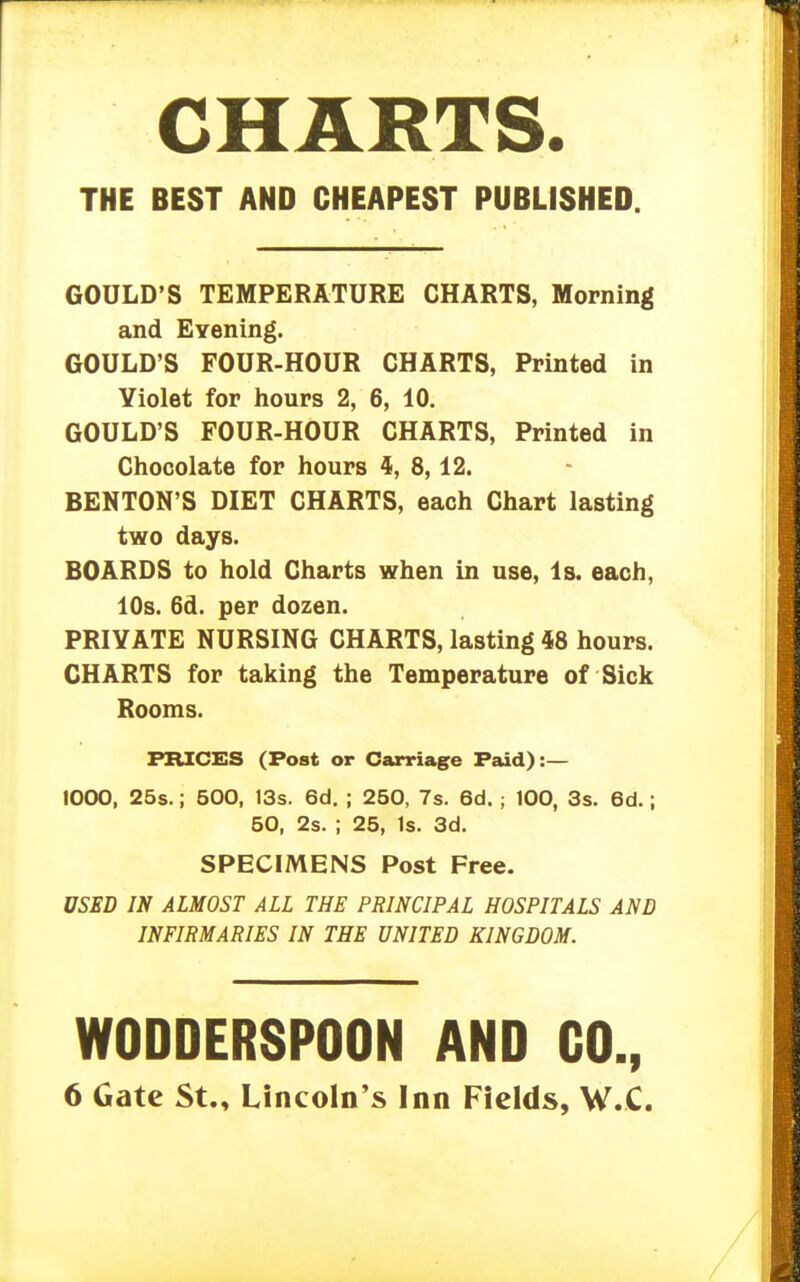 CHARTS.
THE BEST AND CHEAPEST PUBLISHED.
GOULD'S TEMPERATURE CHARTS, Morning
and Evening.
GOULD'S FOUR-HOUR CHARTS, Printed in
Violet for hours 2, 6, 10.
GOULD'S FOUR-HOUR CHARTS, Printed in
Chocolate for hours 4, 8, 12.
BENTON'S DIET CHARTS, each Chart lasting
two days.
BOARDS to hold Charts when in use, 1s. each,
10s. 6d. per dozen.
PRIVATE NURSING CHARTS, lasting 48 hours.
CHARTS for taking the Temperature of Sick
Rooms.
PRICES (Post or Carriage Paid):—
1000, 25s.; 500, 13s. 6d. ; 250, 7s. 6d. ; 100, 3s. 6d. ;
50, 2s. ; 25, 1s. 3d.
SPECIMENS Post Free.
USED IN ALMOST ALL THE PRINCIPAL HOSPITALS AND
INFIRMARIES IN THE UNITED KINGDOM.
WODDERSPOON AND CO.,
6 Gate St., Lincoln's Inn Fields, W.C.